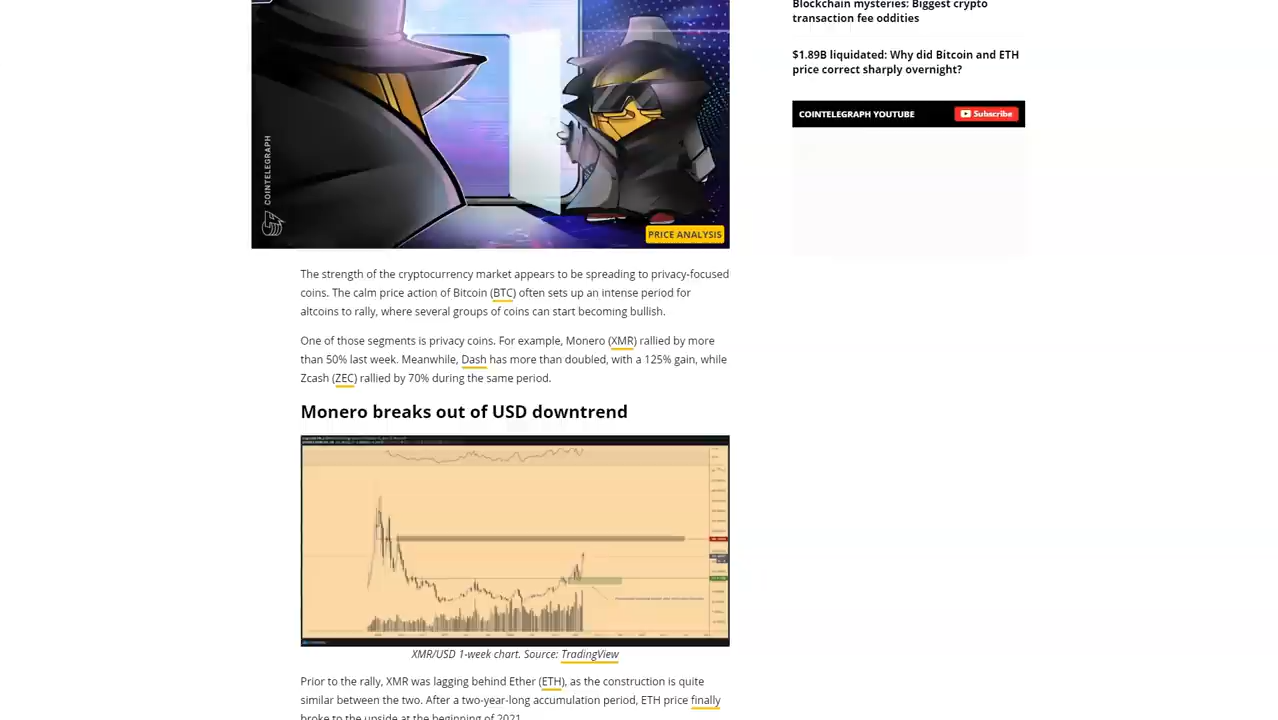 Blockchain mysteries: Biggest crypto
transaction fee oddities
$1.89B liquidated: Why did Bitcoin and ETH
price correct sharply overnight?
COINTELEGRAPH YOUTUBE
Subscribe
COINTELEGRAPH
PRICE ANALYSIS
The strength of the cryptocurrency market appears to be spreading to privacy-focused
coins. The calm price action of Bitcoin (BTC) often sets up an intense period for
altcoins to rally, where several groups of coins can start becoming bullish.
One of those segments is privacy coins. For example, Monero (XMR) rallied by more
than 50% last week. Meanwhile, Dash has more than doubled, with a 125% gain, while
Zcash (ZEC) rallied by 70% during the same period.
Monero breaks out of USD downtrend
XMR/USD 1-week chart. Source: TradingView
Prior to the rally, XMR was lagging behind Ether (ETH), as the construction is quite
similar between the two. After a two-year-long accumulation period, ETH price finally
broke to the upside at the beginning of 2021.